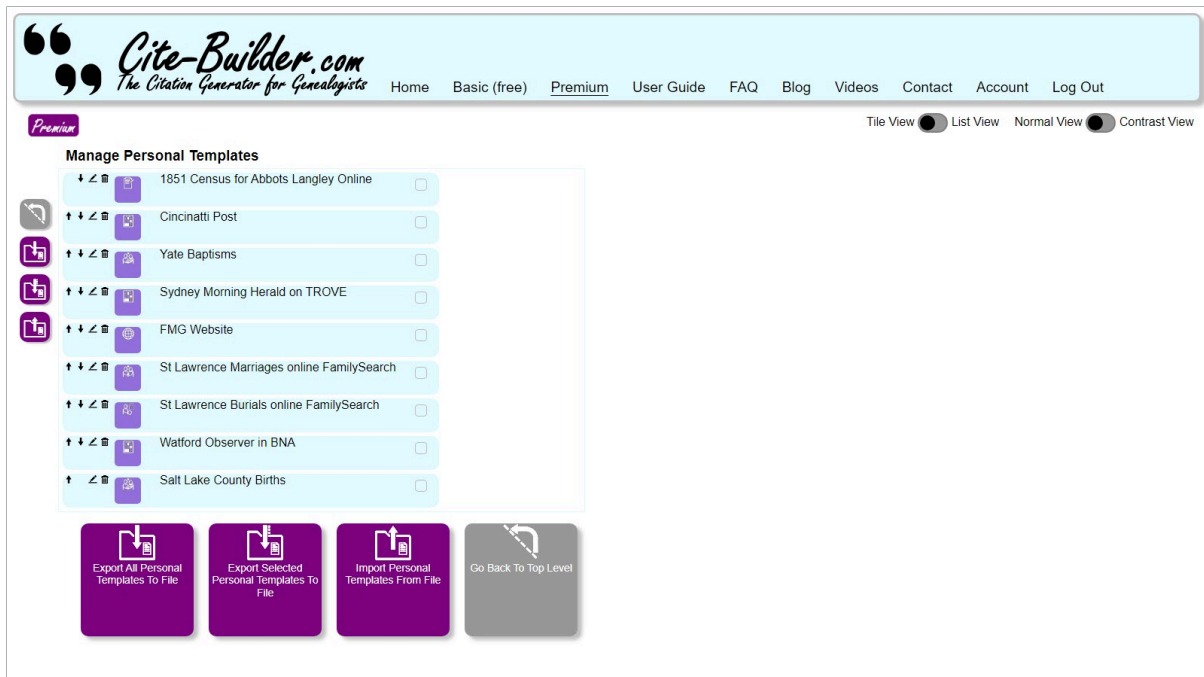 Cite-Builder.com
The Citation Generator for Genealogists
Home Basic (free) Premium User Guide FAQ Blog Videos Contact Account Log Out
Premium
Tile View List View Normal View Contrast View
Manage Personal Templates
1851 Census for Abbots Langley Online
Cincinatti Post
Yate Baptisms
Sydney Morning Herald on TROVE
FMG Website
St Lawrence Marriages online FamilySearch
St Lawrence Burials online FamilySearch
Watford Observer in BNA
Salt Lake County Births
Export All Personal
Templates To File
Export Selected
Personal Templates To
File
Import Personal
Templates From File
Go Back To Top Level